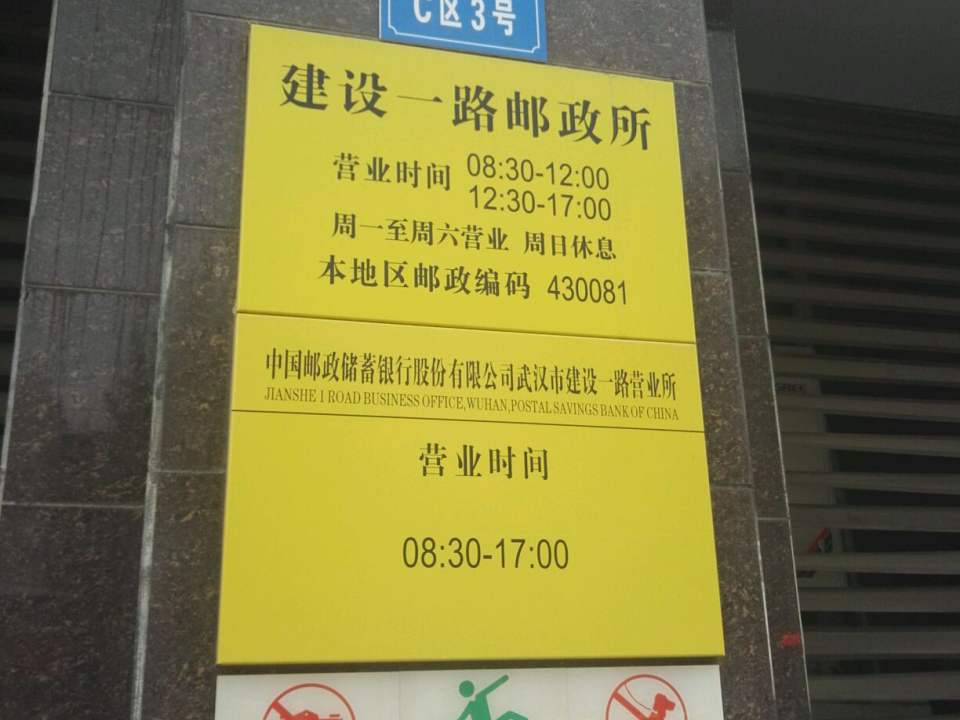 C区3号
建设一路邮政所
营业时间 08:30-12:00
12:30-17:00
周一至周六营业 周日休息
本地区邮政编码 430081
中国邮政储蓄银行股份有限公司武汉市建设一路营业所
JIANSHE 1 ROAD BUSINESS OFFICE,WUHAN,POSTAL SAVINGS BANK OF CHINA
营业时间
08:30-17:00